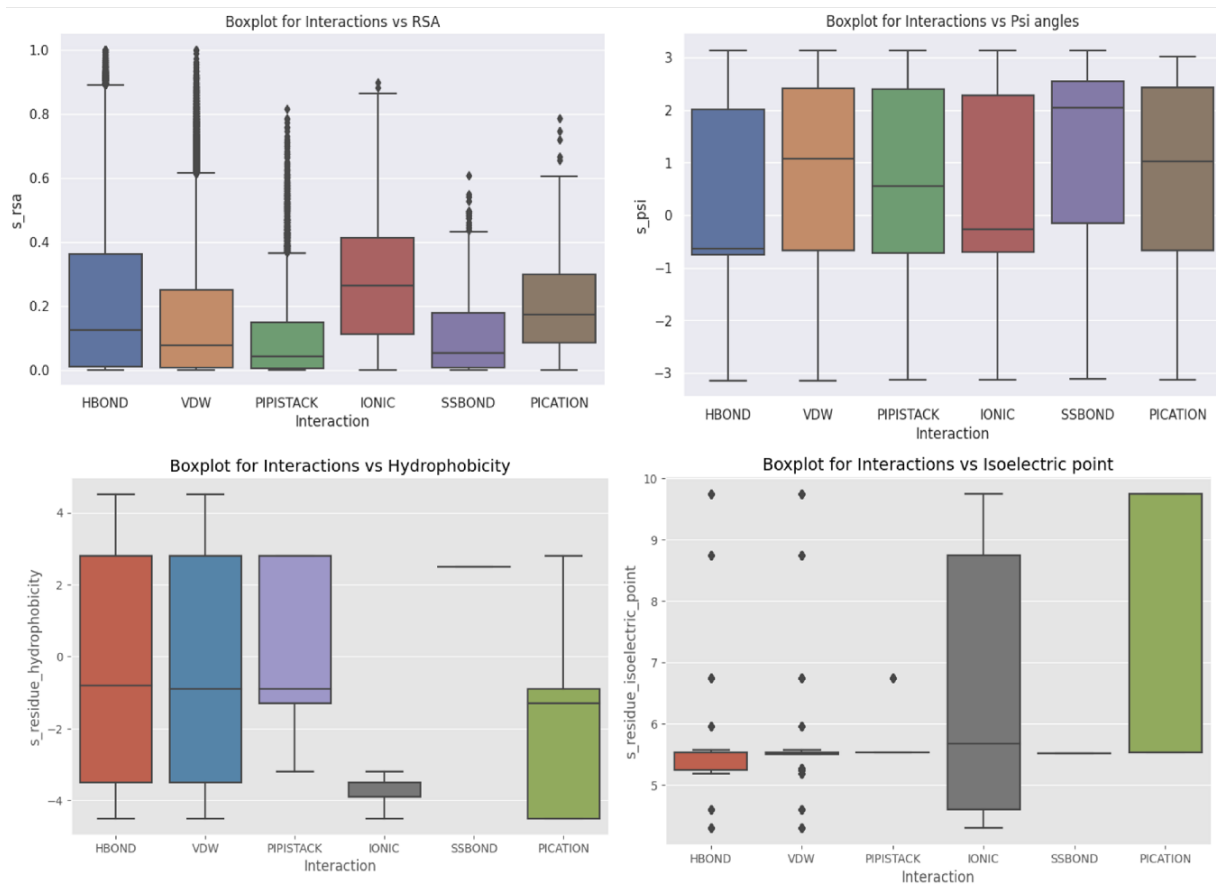 Boxplot for Interactions vs RSA
1.0
0.8
0.6
0.4
0.2
0.0
s_rsa
HBOND VDW PIPISTACK IONIC SSBOND PICATION
Interaction
Boxplot for Interactions vs Psi angles
3
2
1
0
−1
−2
−3
s_psi
HBOND VDW PIPISTACK IONIC SSBOND PICATION
Interaction
Boxplot for Interactions vs Hydrophobicity
4
2
0
−2
−4
s_residue_hydrophobicity
HBOND VDW PIPISTACK IONIC SSBOND PICATION
Interaction
Boxplot for Interactions vs Isoelectric point
10
9
8
7
6
5
s_residue_isoelectric_point
HBOND VDW PIPISTACK IONIC SSBOND PICATION
Interaction